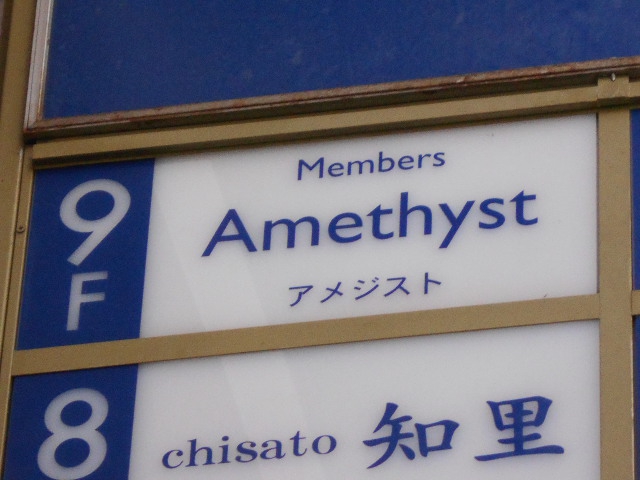 9F
Members
Amethyst
アメジスト
8
chisato 知里